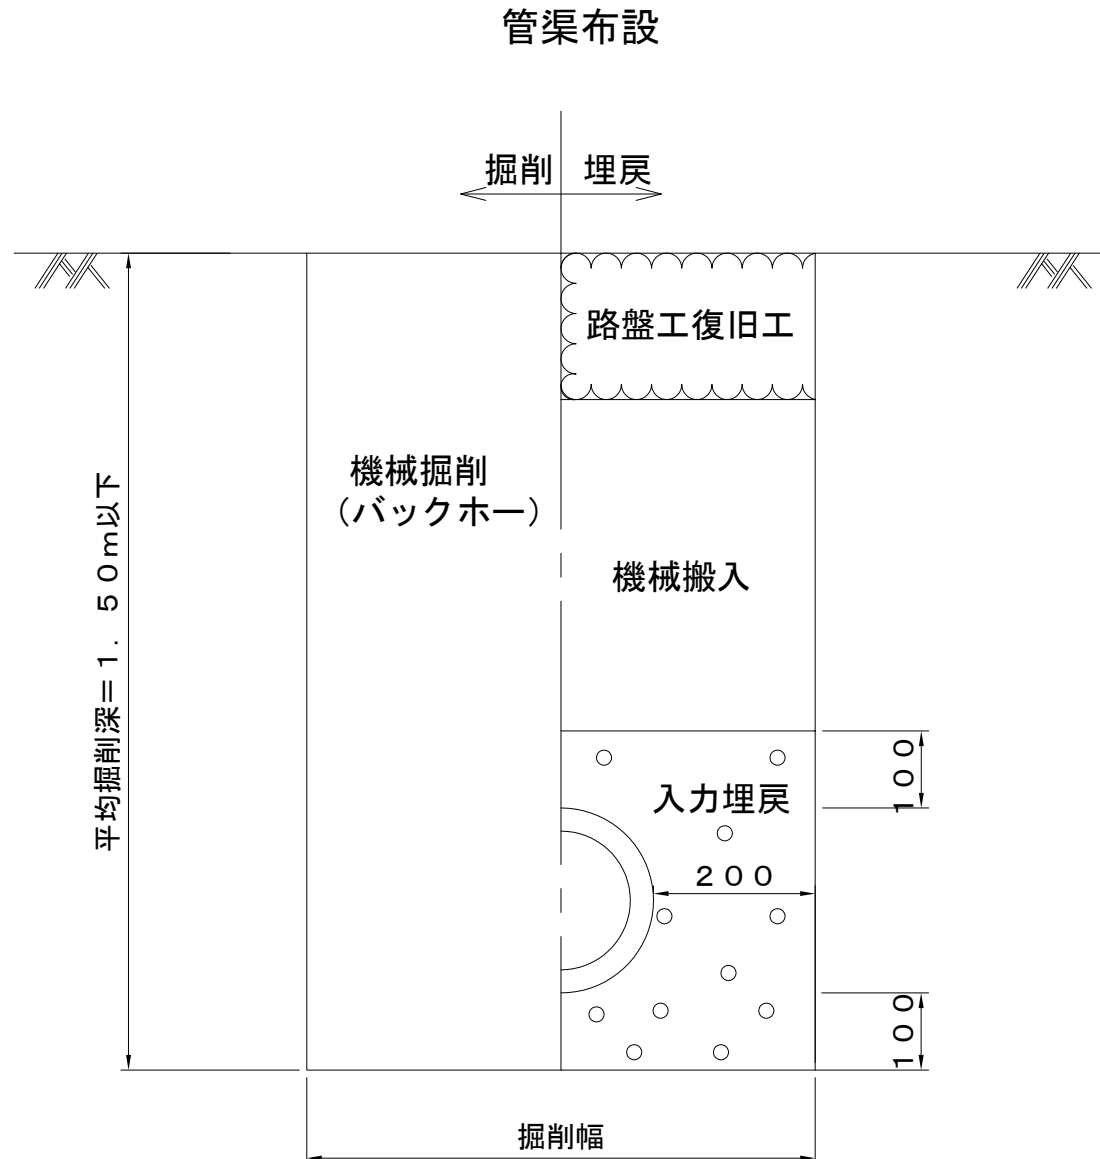 管渠布設
掘削 埋戻
路盤工復旧工
機械掘削
(バックホー)
機械搬入
平均掘削深=1.50m以下
入力埋戻
100
200
100
掘削幅